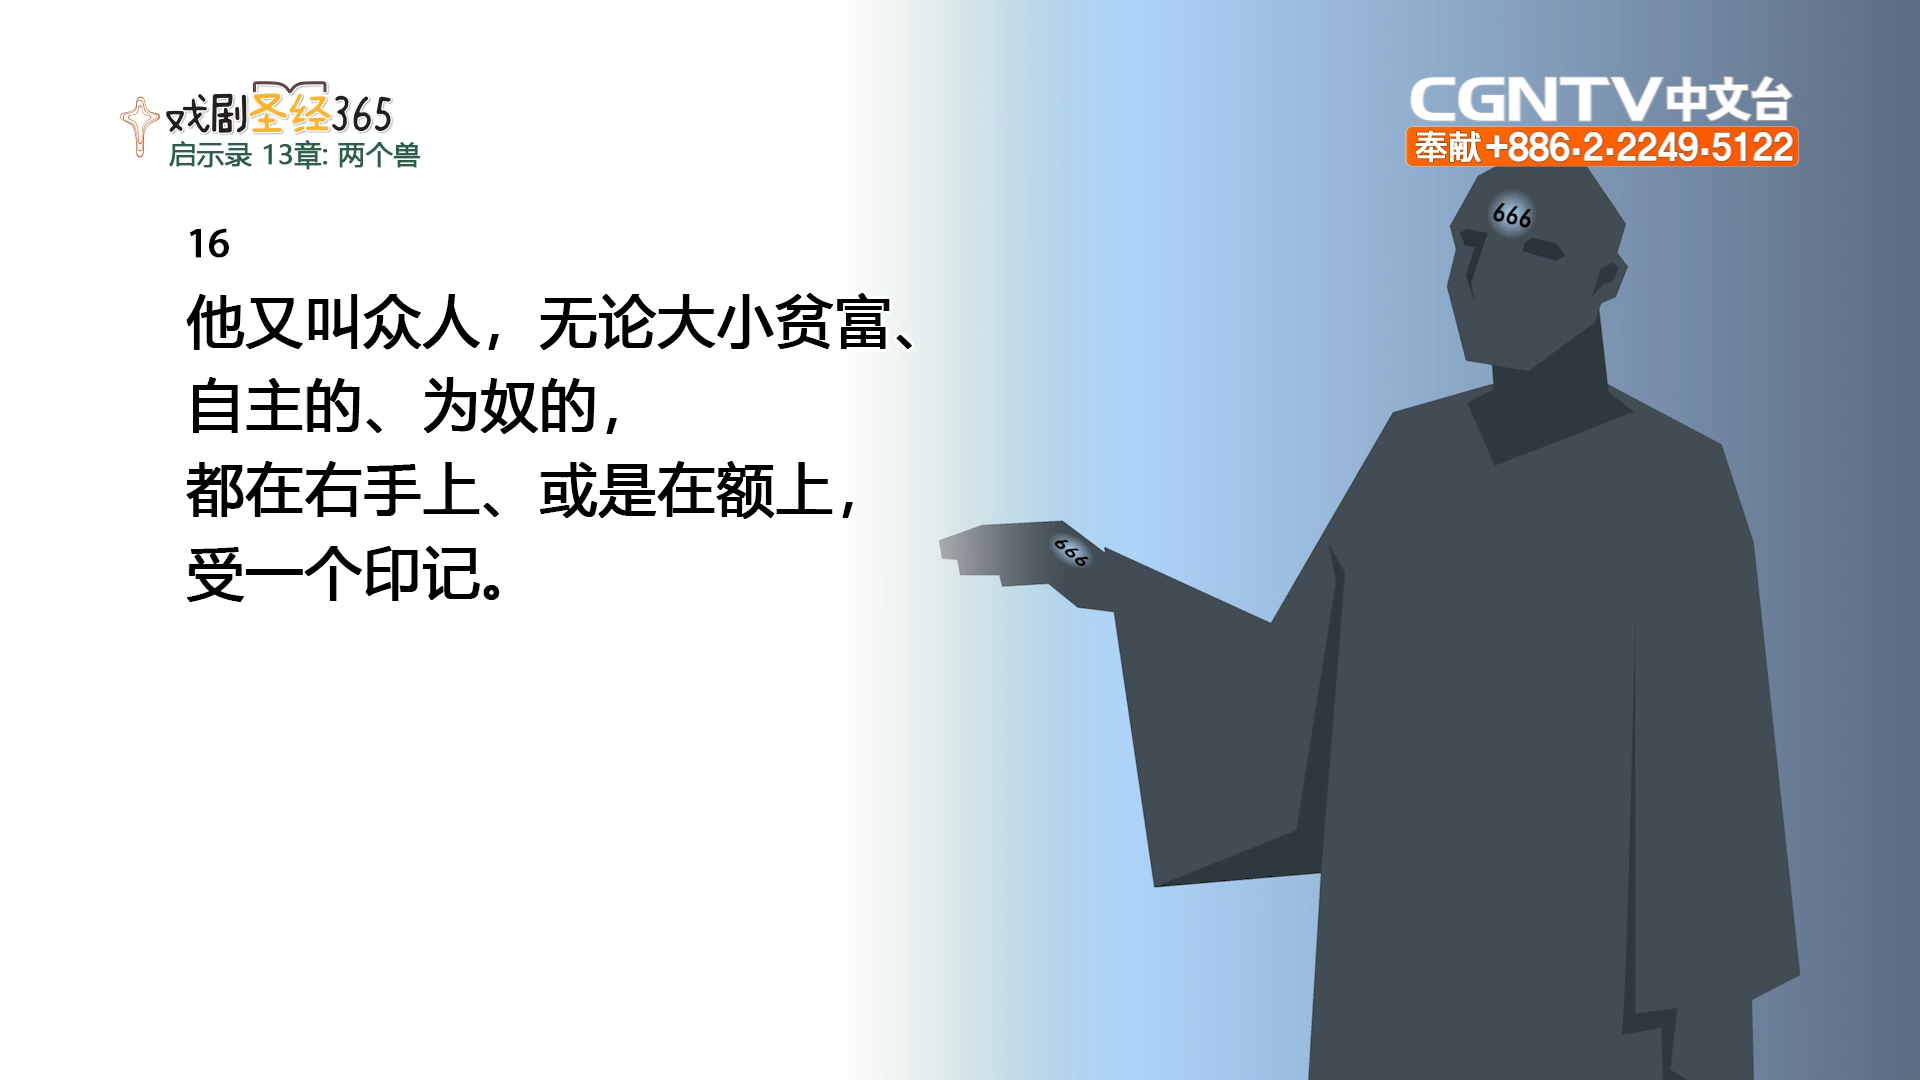 戏剧圣经365
启示录 13章: 两个兽
CGNTV中文台
奉献+886·2·2249·5122
16
他又叫众人，无论大小贫富、
自主的、为奴的，
都在右手上、或是在额上，
受一个印记。
666
666